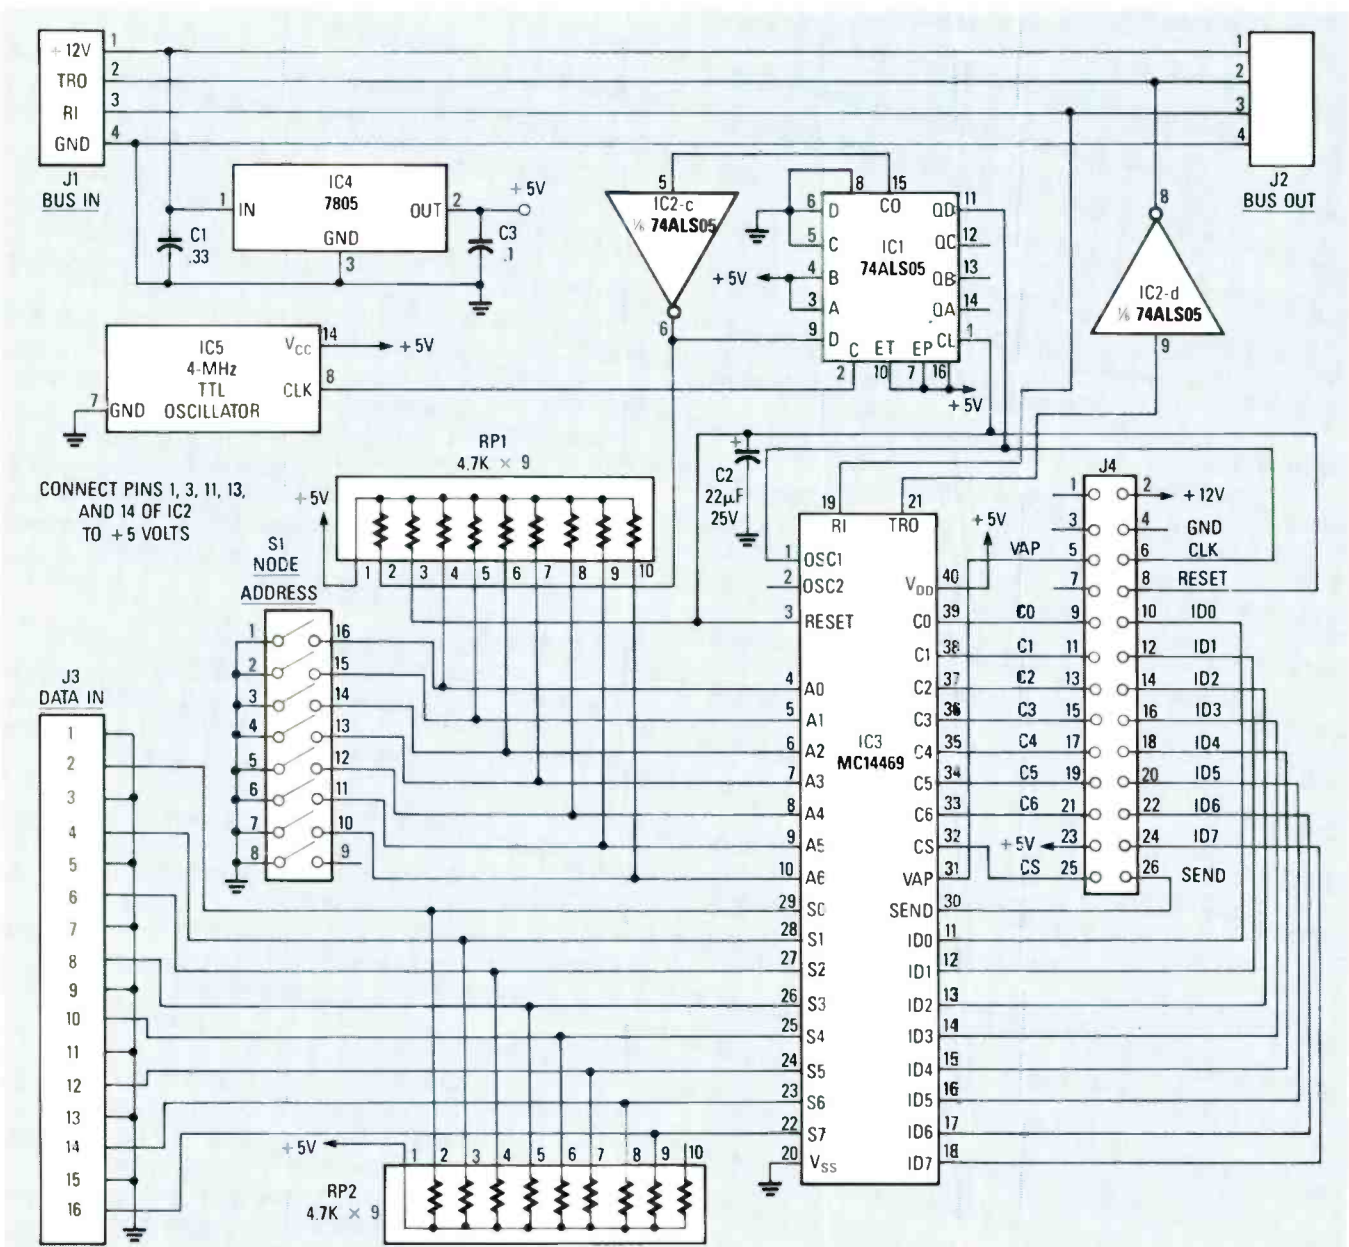 +12V
TRO
RI
GND
1
2
3
4
J1
BUS IN
1
2
3
4
J2
BUS OUT
IC4
7805
1 IN
OUT 2
GND
3
+5V
C1
.33
C3
.1
5
IC2-c
⅙ 74ALS05
6
8 15
CO
IC1
74ALS05
6 D
5 C
4 B
3 A
9 D
+5V
QD 11
QC 12
QB 13
QA 14
CL 1
C ET EP
2 10 7 16
+5V
8
IC2-d
⅙ 74ALS05
9
IC5
4-MHz
TTL
OSCILLATOR
VCC 14
+5V
CLK 8
7 GND
CONNECT PINS 1, 3, 11, 13,
AND 14 OF IC2
TO +5 VOLTS
RP1
4.7K × 9
+5V
1 2 3 4 5 6 7 8 9 10
+
C2
22µF
25V
S1
NODE
ADDRESS
1 16
2 15
3 14
4 13
5 12
6 11
7 10
8 9
J3
DATA IN
1
2
3
4
5
6
7
8
9
10
11
12
13
14
15
16
19 21
RI TRO
IC3
MC14469
1 OSC1
2 OSC2
3 RESET
4 A0
5 A1
6 A2
7 A3
8 A4
9 A5
10 A6
29 S0
28 S1
27 S2
26 S3
25 S4
24 S5
23 S6
22 S7
20 VSS
+5V
VDD 40
C0 39
C1 38
C2 37
C3 36
C4 35
C5 34
C6 33
CS 32
VAP 31
SEND 30
ID0 11
ID1 12
ID2 13
ID3 14
ID4 15
ID5 16
ID6 17
ID7 18
J4
1 2 +12V
3 4 GND
VAP 5 6 CLK
7 8 RESET
C0 9 10 ID0
C1 11 12 ID1
C2 13 14 ID2
C3 15 16 ID3
C4 17 18 ID4
C5 19 20 ID5
C6 21 22 ID6
+5V 23 24 ID7
CS 25 26 SEND
+5V
1 2 3 4 5 6 7 8 9 10
RP2
4.7K × 9